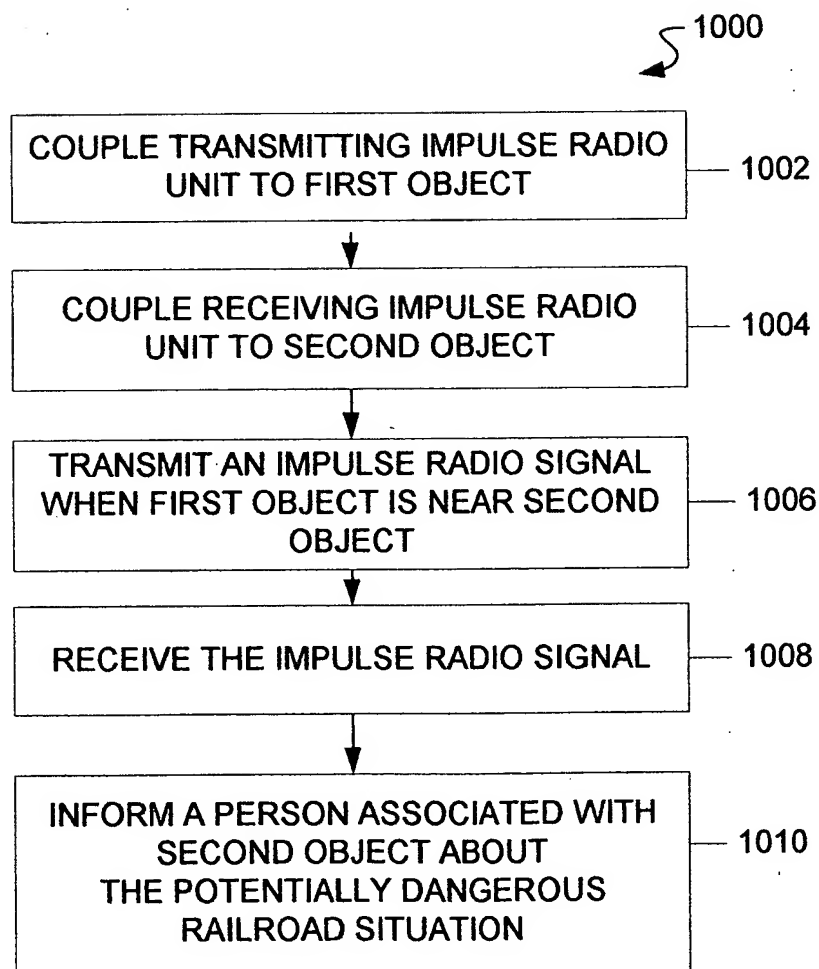 1000
COUPLE TRANSMITTING IMPULSE RADIO
UNIT TO FIRST OBJECT
1002
COUPLE RECEIVING IMPULSE RADIO
UNIT TO SECOND OBJECT
1004
TRANSMIT AN IMPULSE RADIO SIGNAL
WHEN FIRST OBJECT IS NEAR SECOND
OBJECT
1006
RECEIVE THE IMPULSE RADIO SIGNAL
1008
INFORM A PERSON ASSOCIATED WITH
SECOND OBJECT ABOUT
THE POTENTIALLY DANGEROUS
RAILROAD SITUATION
1010